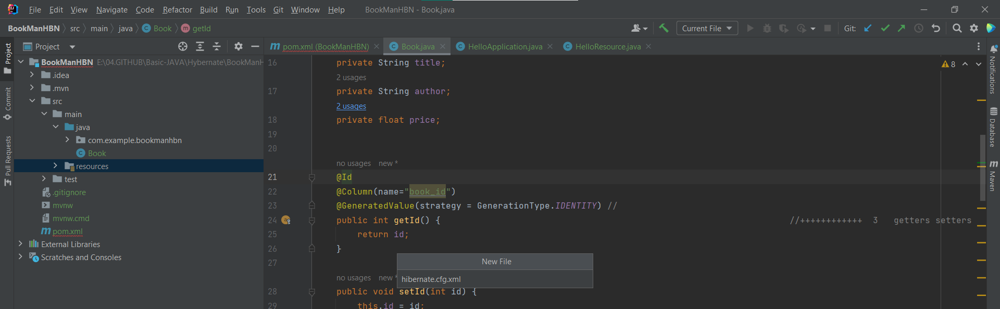 File Edit View Navigate Code Refactor Build Run Tools Git Window Help BookManHBN - Book.java
BookManHBN src main java Book getId Current File Git:
Project
Commit
Pull Requests
Project
BookManHBN E:\04.GITHUB\Basic-JAVA\Hybernate\BookManH
.idea
.mvn
src
main
java
com.example.bookmanhbn
Book
resources
test
.gitignore
mvnw
mvnw.cmd
pom.xml
External Libraries
Scratches and Consoles
pom.xml (BookManHBN) Book.java HelloApplication.java HelloResource.java
8
16 private String title;
2 usages
17 private String author;
2 usages
18 private float price;
19
20
no usages new *
21 @Id
22 @Column(name="book_id")
23 @GeneratedValue(strategy = GenerationType.IDENTITY) //
24 public int getId() { //++++++++++++ 3 getters setters
25 return id;
26 }
27
no usages new *
28 public void setId(int id) {
29 this.id = id;
New File
hibernate.cfg.xml
Notifications
Database
Maven